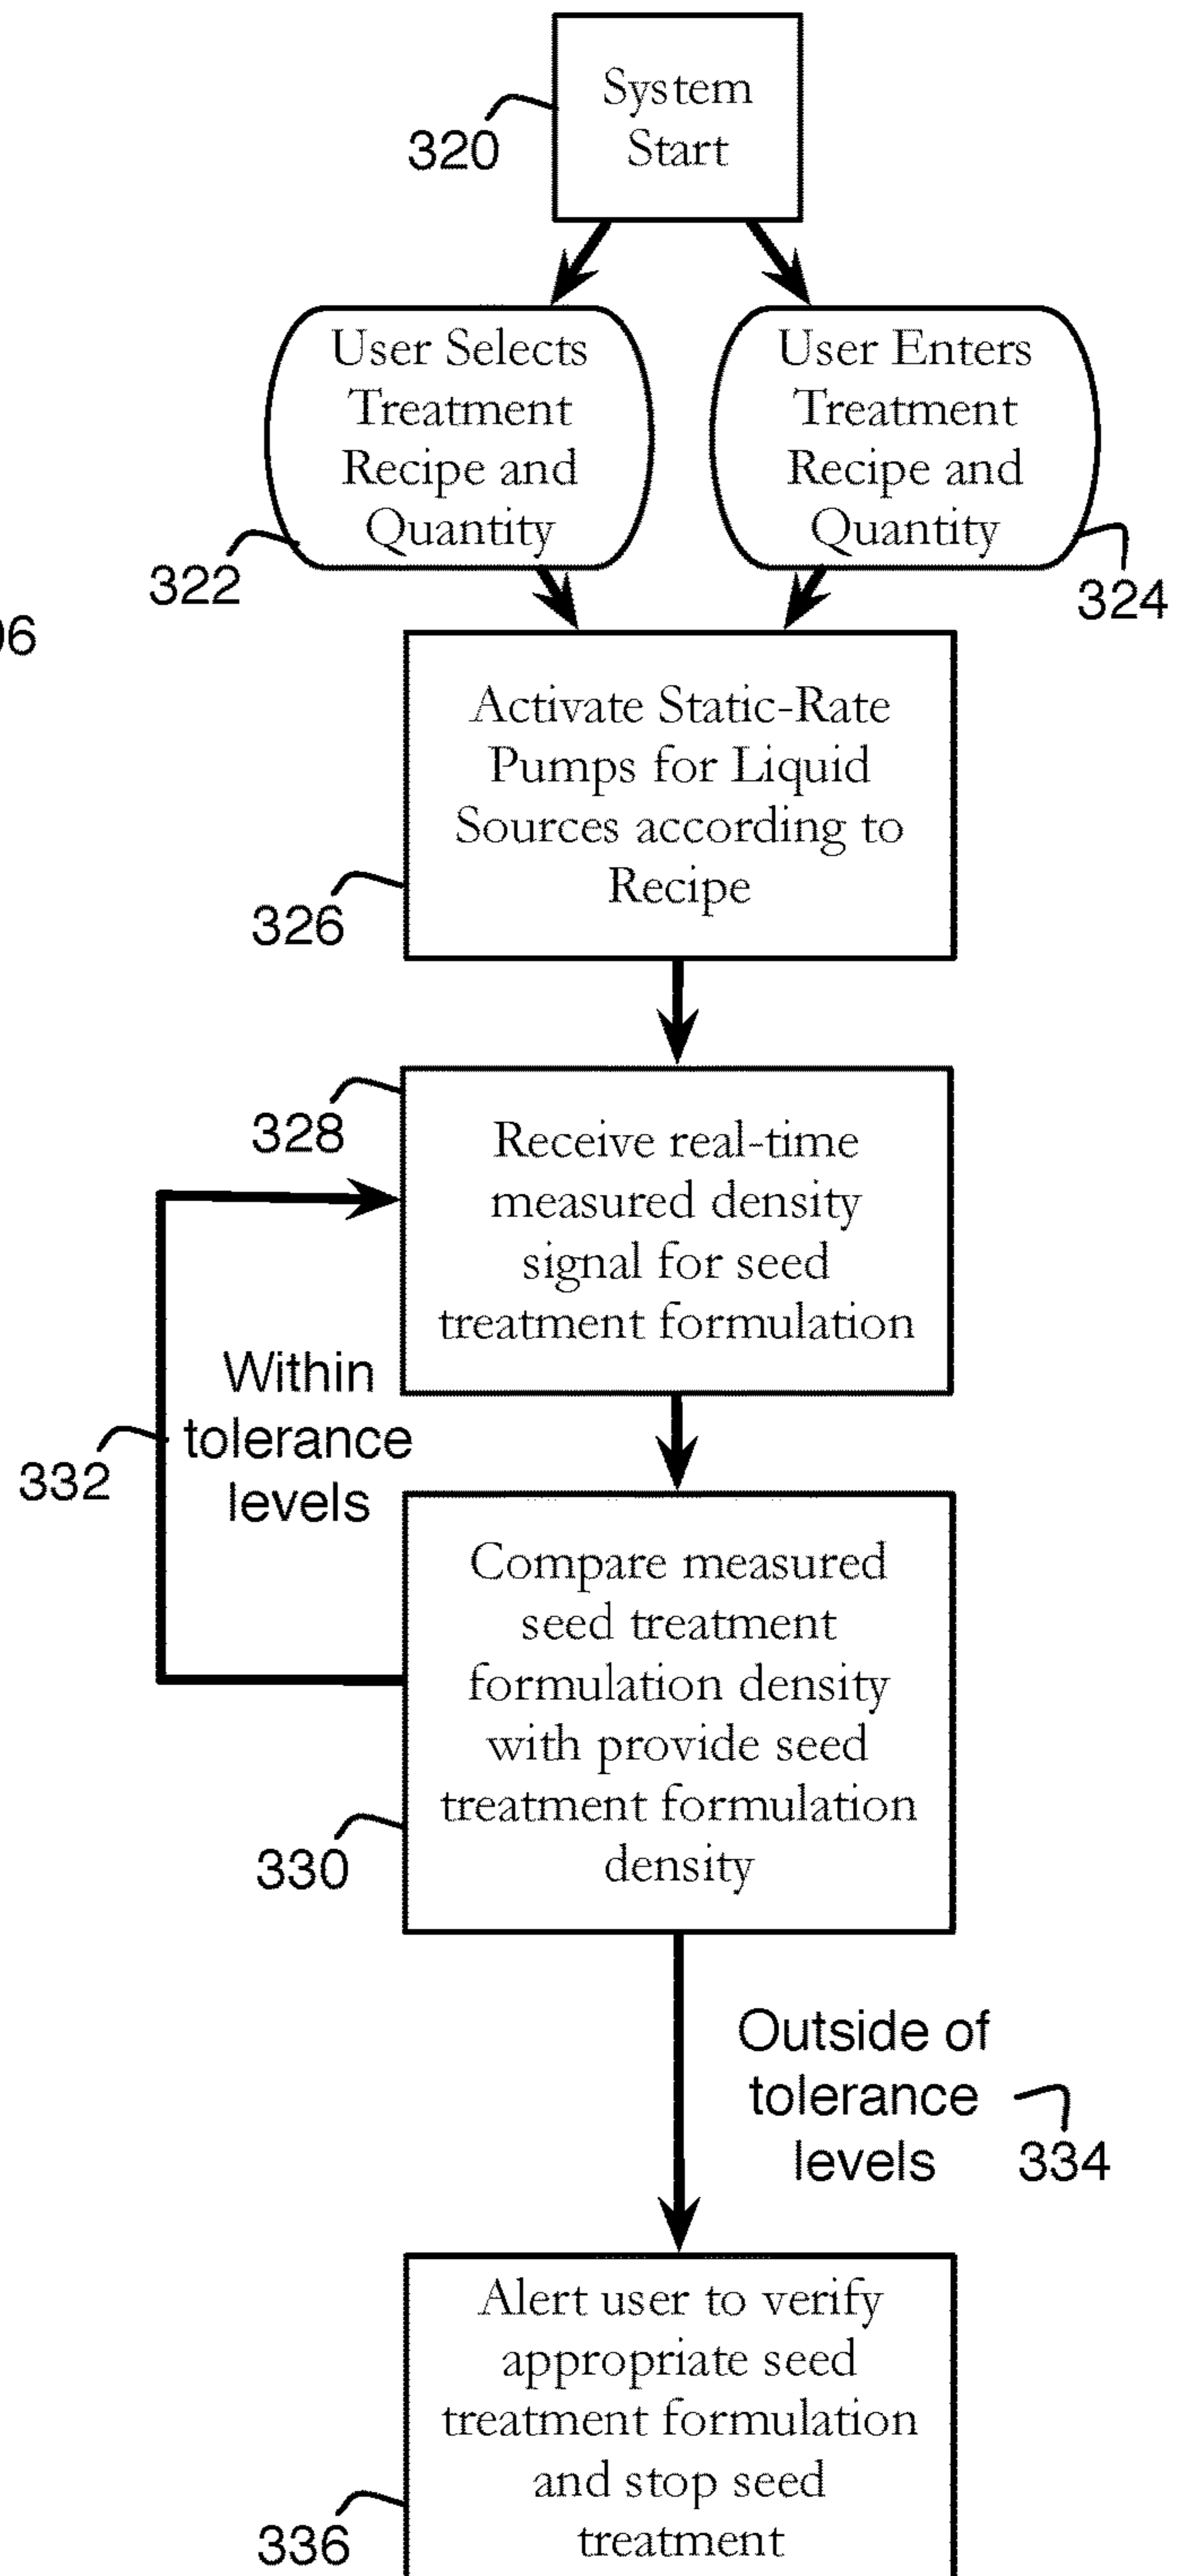 System
Start
320
User Selects
Treatment
Recipe and
Quantity
322
User Enters
Treatment
Recipe and
Quantity
324
06
Activate Static-Rate
Pumps for Liquid
Sources according to
Recipe
326
328
Receive real-time
measured density
signal for seed
treatment formulation
Within
tolerance
levels
332
Compare measured
seed treatment
formulation density
with provide seed
treatment formulation
density
330
Outside of
tolerance
levels
334
Alert user to verify
appropriate seed
treatment formulation
and stop seed
treatment
336